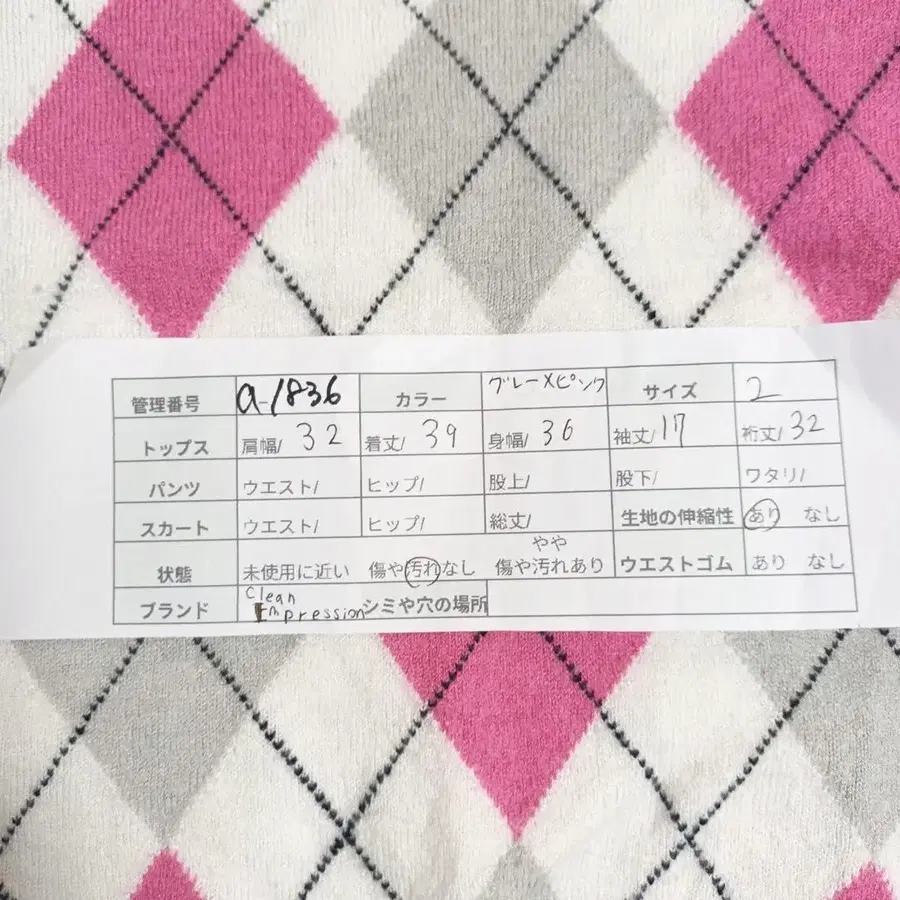 管理番号 a-1836 カラー グレー×ピンク サイズ 2
トップス 肩幅/ 32 着丈/ 39 身幅/ 36 袖丈/ 17 裄丈/ 32
パンツ ウエスト/ ヒップ/ 股上/ 股下/ ワタリ/
スカート ウエスト/ ヒップ/ 総丈/ 生地の伸縮性 あり なし
やや
状態 未使用に近い 傷や汚れなし 傷や汚れあり ウエストゴム あり なし
ブランド Clean シミや穴の場所
Impression